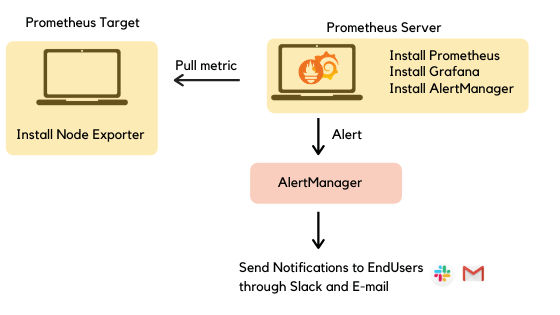 Prometheus Target
Prometheus Server
Install Prometheus
Install Grafana
Install AlertManager
Pull metric
Install Node Exporter
Alert
AlertManager
Send Notifications to EndUsers
through Slack and E-mail